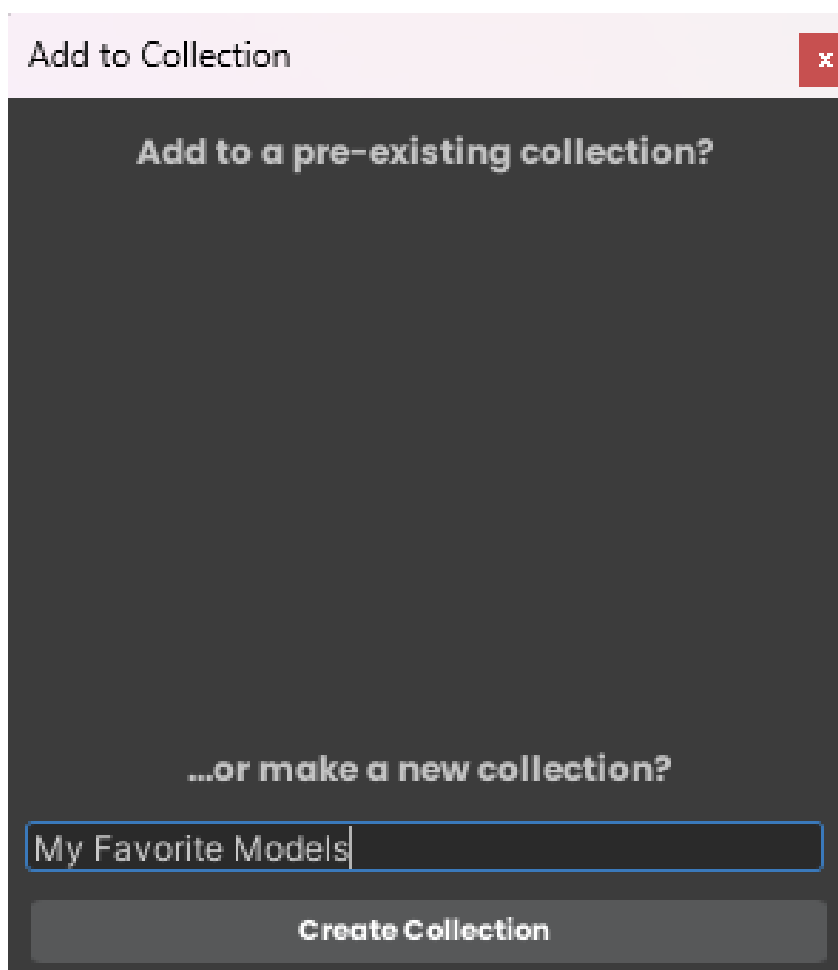 Add to Collection
x
Add to a pre-existing collection?
...or make a new collection?
My Favorite Models
Create Collection